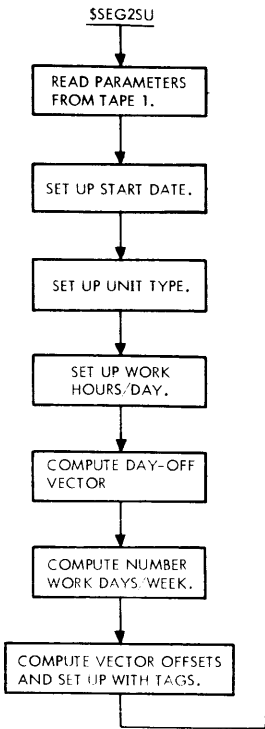 $SEG2SU
READ PARAMETERS
FROM TAPE 1.
SET UP START DATE.
SET UP UNIT TYPE.
SET UP WORK
HOURS/DAY.
COMPUTE DAY-OFF
VECTOR
COMPUTE NUMBER
WORK DAYS/WEEK.
COMPUTE VECTOR OFFSETS
AND SET UP WITH TAGS.